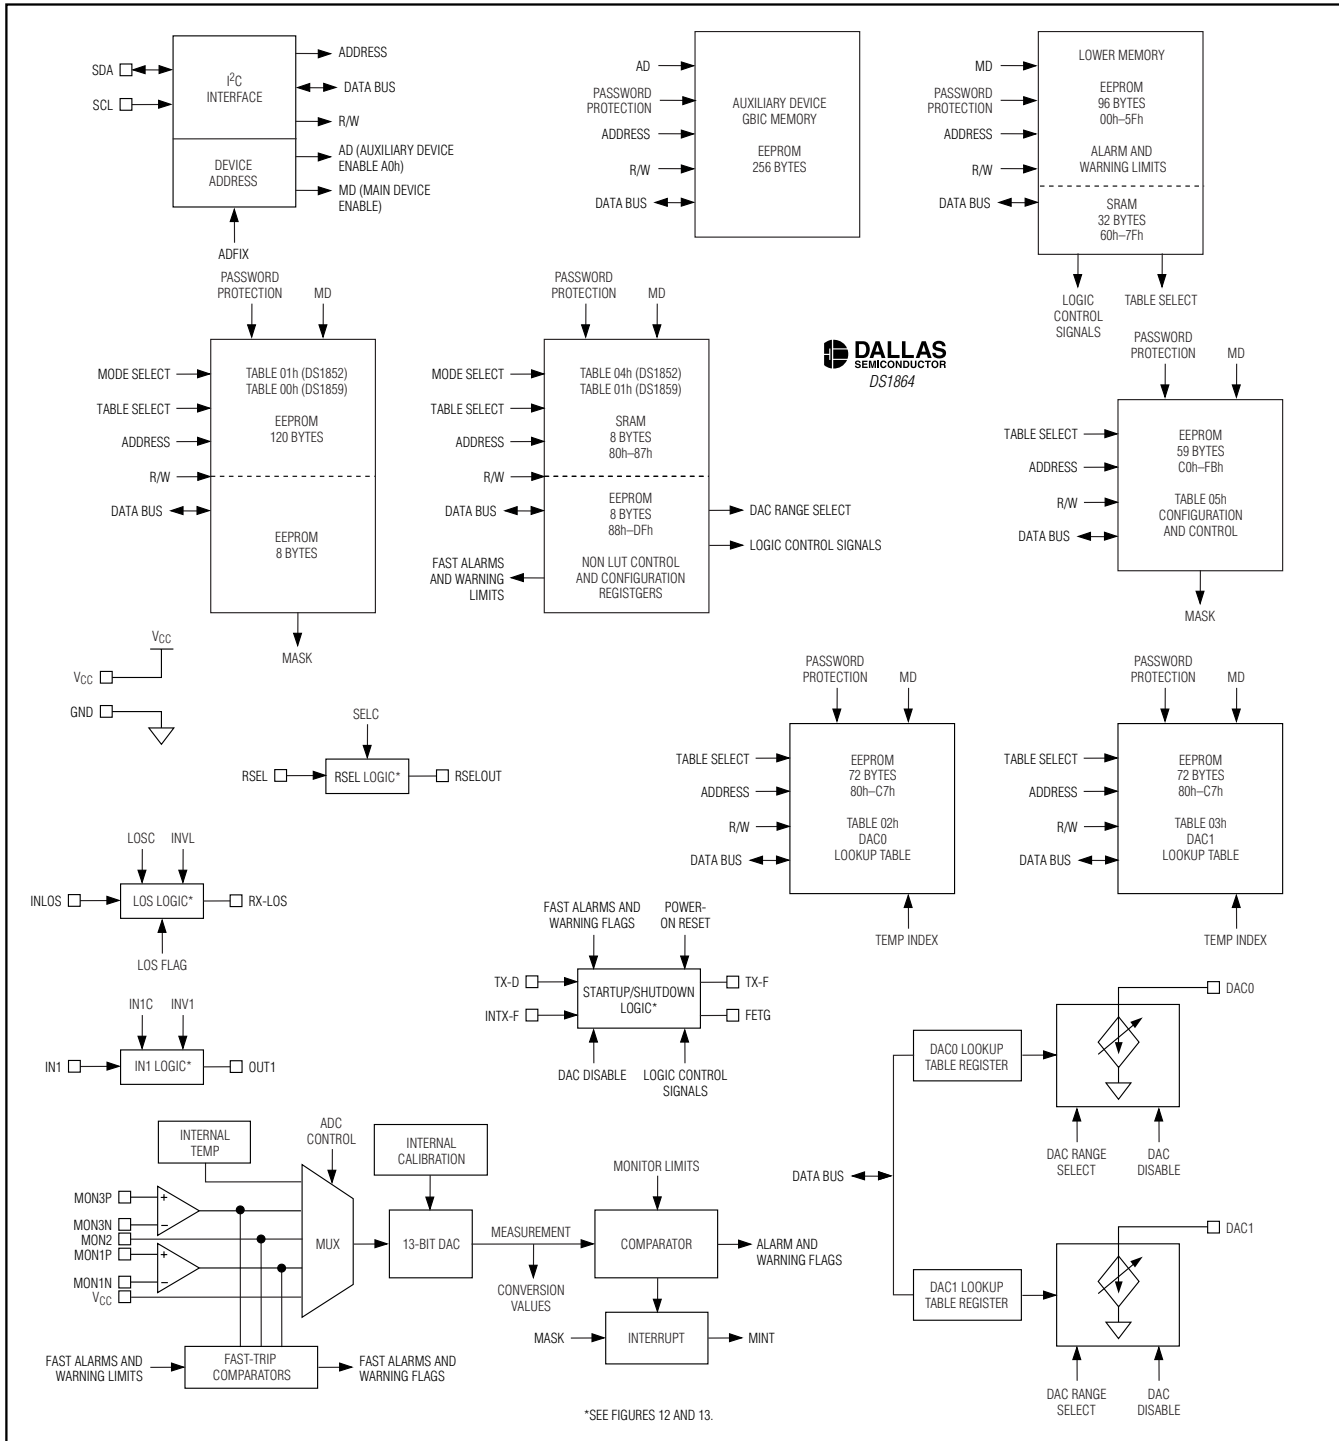 SDA
SCL
I2C
INTERFACE
DEVICE
ADDRESS
ADDRESS
DATA BUS
R/W
AD (AUXILIARY DEVICE
ENABLE A0h)
MD (MAIN DEVICE
ENABLE)
ADFIX
AD
PASSWORD
PROTECTION
ADDRESS
R/W
DATA BUS
AUXILIARY DEVICE
GBIC MEMORY
EEPROM
256 BYTES
MD
PASSWORD
PROTECTION
ADDRESS
R/W
DATA BUS
LOWER MEMORY
EEPROM
96 BYTES
00h–5Fh
ALARM AND
WARNING LIMITS
SRAM
32 BYTES
60h–7Fh
LOGIC
CONTROL
SIGNALS
TABLE SELECT
PASSWORD
PROTECTION
MD
MODE SELECT
TABLE SELECT
ADDRESS
R/W
DATA BUS
TABLE 01h (DS1852)
TABLE 00h (DS1859)
EEPROM
120 BYTES
EEPROM
8 BYTES
MASK
PASSWORD
PROTECTION
MD
MODE SELECT
TABLE SELECT
ADDRESS
R/W
DATA BUS
FAST ALARMS
AND WARNING
LIMITS
TABLE 04h (DS1852)
TABLE 01h (DS1859)
SRAM
8 BYTES
80h–87h
EEPROM
8 BYTES
88h–DFh
NON LUT CONTROL
AND CONFIGURATION
REGISTGERS
DAC RANGE SELECT
LOGIC CONTROL SIGNALS
DALLAS
SEMICONDUCTOR
DS1864
PASSWORD
PROTECTION
MD
TABLE SELECT
ADDRESS
R/W
DATA BUS
EEPROM
59 BYTES
C0h–FBh
TABLE 05h
CONFIGURATION
AND CONTROL
MASK
VCC
VCC
GND
SELC
RSEL
RSEL LOGIC*
RSELOUT
PASSWORD
PROTECTION
MD
TABLE SELECT
ADDRESS
R/W
DATA BUS
EEPROM
72 BYTES
80h–C7h
TABLE 02h
DAC0
LOOKUP TABLE
TEMP INDEX
PASSWORD
PROTECTION
MD
TABLE SELECT
ADDRESS
R/W
DATA BUS
EEPROM
72 BYTES
80h–C7h
TABLE 03h
DAC1
LOOKUP TABLE
TEMP INDEX
LOSC
INVL
INLOS
LOS LOGIC*
RX-LOS
LOS FLAG
IN1C
INV1
IN1
IN1 LOGIC*
OUT1
FAST ALARMS AND
WARNING FLAGS
POWER-
ON RESET
TX-D
INTX-F
STARTUP/SHUTDOWN
LOGIC*
TX-F
FETG
DAC DISABLE
LOGIC CONTROL
SIGNALS
INTERNAL
TEMP
ADC
CONTROL
INTERNAL
CALIBRATION
MON3P
MON3N
MON2
MON1P
MON1N
VCC
+
−
+
−
MUX
13-BIT DAC
MEASUREMENT
CONVERSION
VALUES
MONITOR LIMITS
COMPARATOR
ALARM AND
WARNING FLAGS
MASK
INTERRUPT
MINT
FAST ALARMS AND
WARNING LIMITS
FAST-TRIP
COMPARATORS
FAST ALARMS AND
WARNING FLAGS
DATA BUS
DAC0 LOOKUP
TABLE REGISTER
DAC0
DAC RANGE
SELECT
DAC
DISABLE
DAC1 LOOKUP
TABLE REGISTER
DAC1
DAC RANGE
SELECT
DAC
DISABLE
*SEE FIGURES 12 AND 13.